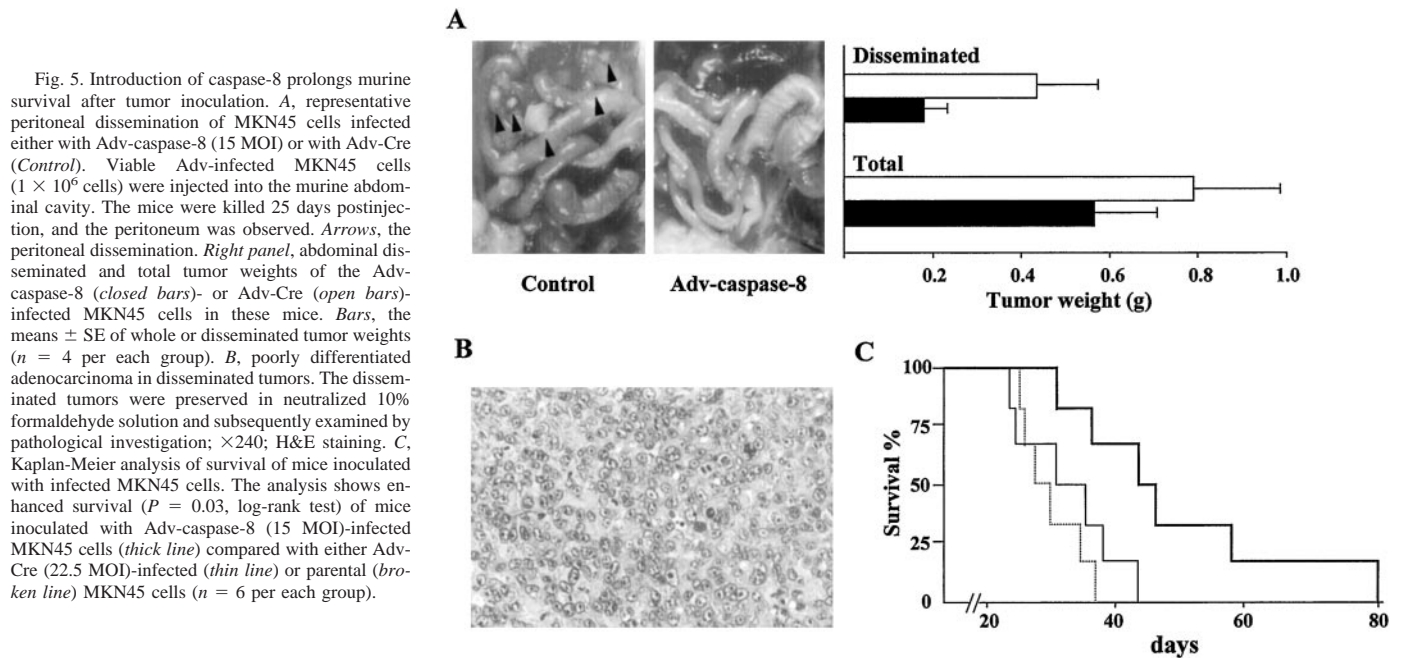 Fig. 5. Introduction of caspase-8 prolongs murine
survival after tumor inoculation. A, representative
peritoneal dissemination of MKN45 cells infected
either with Adv-caspase-8 (15 MOI) or with Adv-Cre
(Control). Viable Adv-infected MKN45 cells
(1 × 10⁶ cells) were injected into the murine abdom-
inal cavity. The mice were killed 25 days postinjec-
tion, and the peritoneum was observed. Arrows, the
peritoneal dissemination. Right panel, abdominal dis-
seminated and total tumor weights of the Adv-
caspase-8 (closed bars)- or Adv-Cre (open bars)-
infected MKN45 cells in these mice. Bars, the
means ± SE of whole or disseminated tumor weights
(n = 4 per each group). B, poorly differentiated
adenocarcinoma in disseminated tumors. The dissem-
inated tumors were preserved in neutralized 10%
formaldehyde solution and subsequently examined by
pathological investigation; ×240; H&E staining. C,
Kaplan-Meier analysis of survival of mice inoculated
with infected MKN45 cells. The analysis shows en-
hanced survival (P = 0.03, log-rank test) of mice
inoculated with Adv-caspase-8 (15 MOI)-infected
MKN45 cells (thick line) compared with either Adv-
Cre (22.5 MOI)-infected (thin line) or parental (bro-
ken line) MKN45 cells (n = 6 per each group).
A
Control
Adv-caspase-8
Disseminated
Total
0.2 0.4 0.6 0.8 1.0
Tumor weight (g)
B
C
Survival %
100
75
50
25
0
20 40 60 80
days